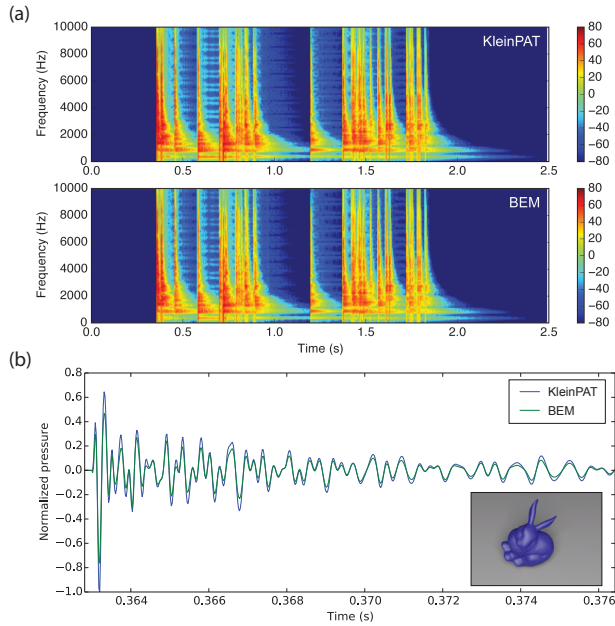 (a)
10000
8000
6000
4000
2000
0
Frequency (Hz)
KleinPAT
0.0 0.5 1.0 1.5 2.0 2.5
80
60
40
20
0
−20
−40
−60
−80
10000
8000
6000
4000
2000
0
Frequency (Hz)
BEM
0.0 0.5 1.0 1.5 2.0 2.5
Time (s)
80
60
40
20
0
−20
−40
−60
−80
(b)
0.8
0.6
0.4
0.2
0.0
−0.2
−0.4
−0.6
−0.8
−1.0
Normalized pressure
KleinPAT
BEM
0.364 0.366 0.368 0.370 0.372 0.374 0.376
Time (s)